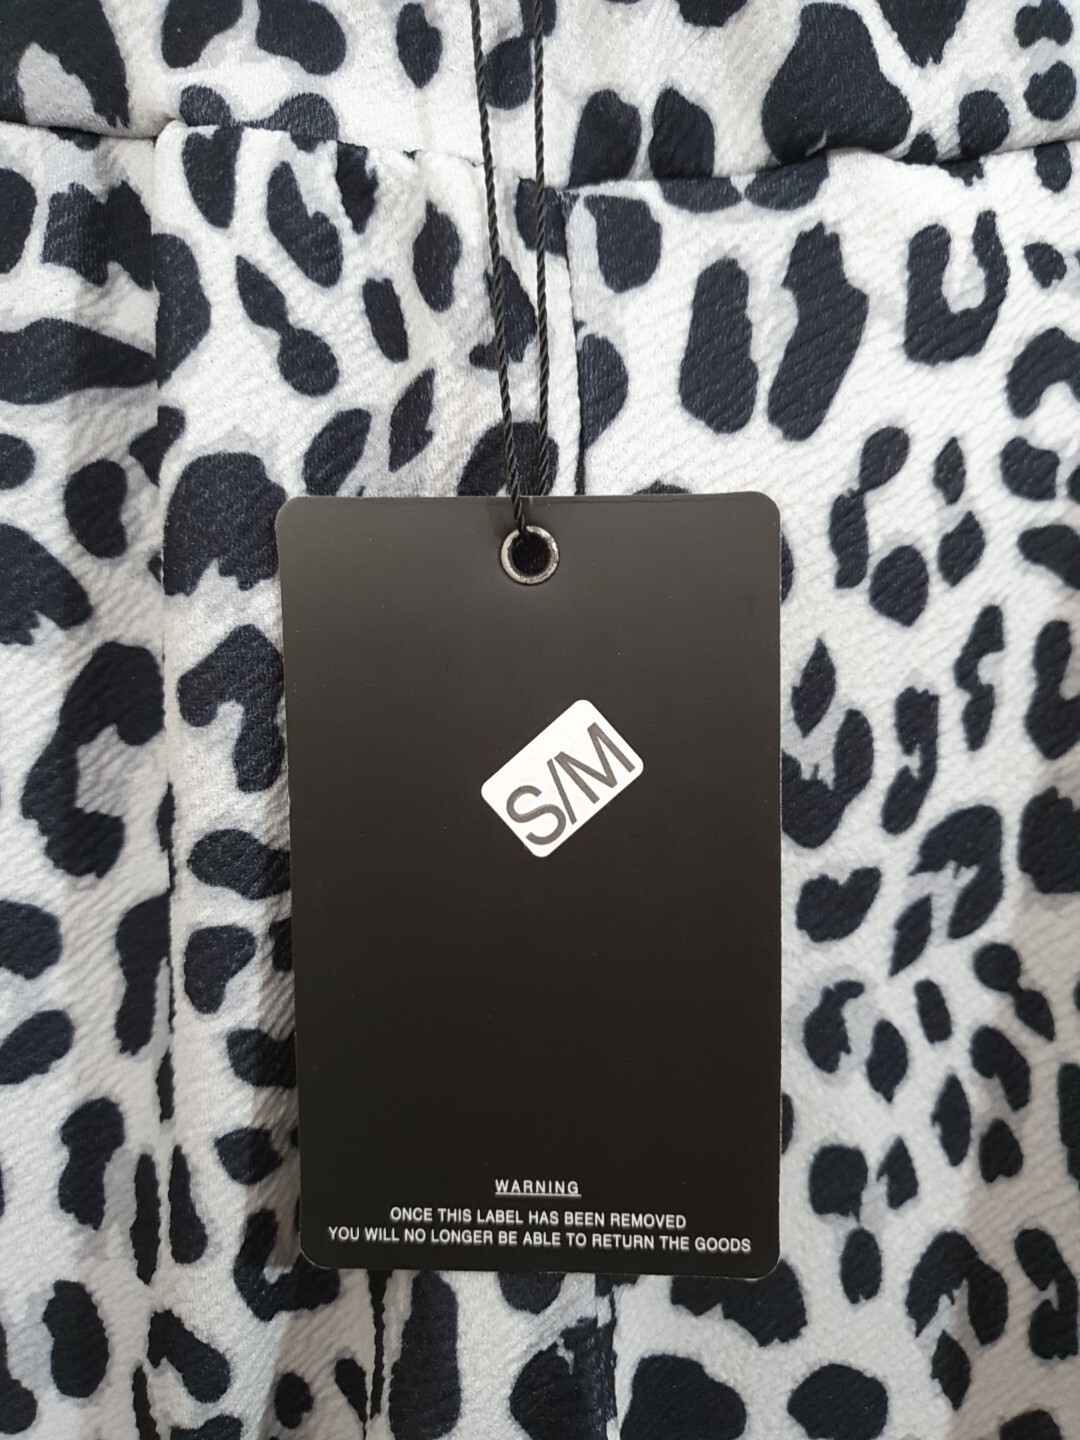 S/M
WARNING
ONCE THIS LABEL HAS BEEN REMOVED
YOU WILL NO LONGER BE ABLE TO RETURN THE GOODS